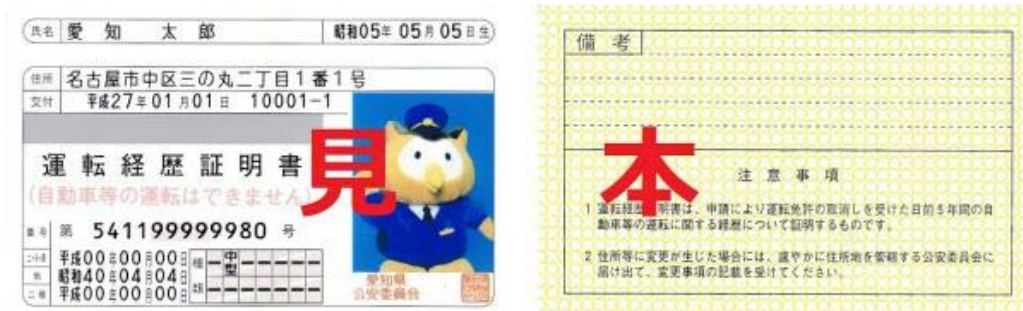 氏名 愛知 太郎 昭和05年05月05日生
住所 名古屋市中区三の丸二丁目1番1号
交付 平成27年01月01日 10001-1
運転経歴証明書
(自動車等の運転はできません)
番号 第 541199999980 号
二・小・原 平成00年00月00日
他 昭和40年04月04日
二種 平成00年00月00日
種類 中型
愛知県
公安委員会
見本
備考
注意事項
1 運転経歴証明書は、申請により運転免許の取消しを受けた日前5年間の自
動車等の運転に関する経歴について証明するものです。
2 住所等に変更が生じた場合には、速やかに住所地を管轄する公安委員会に
届け出て、変更事項の記載を受けてください。